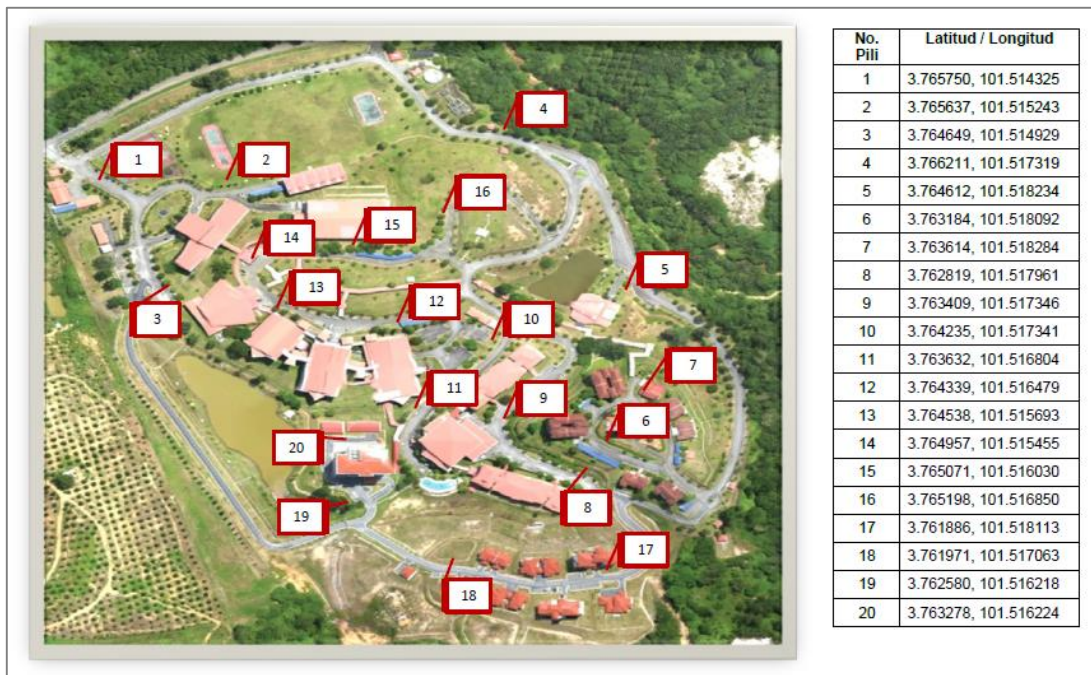 1
2
4
16
15
14
5
13
3
12
10
7
11
9
6
20
8
19
17
18
No. Pili Latitud / Longitud
1 3.765750, 101.514325
2 3.765637, 101.515243
3 3.764649, 101.514929
4 3.766211, 101.517319
5 3.764612, 101.518234
6 3.763184, 101.518092
7 3.763614, 101.518284
8 3.762819, 101.517961
9 3.763409, 101.517346
10 3.764235, 101.517341
11 3.763632, 101.516804
12 3.764339, 101.516479
13 3.764538, 101.515693
14 3.764957, 101.515455
15 3.765071, 101.516030
16 3.765198, 101.516850
17 3.761886, 101.518113
18 3.761971, 101.517063
19 3.762580, 101.516218
20 3.763278, 101.516224